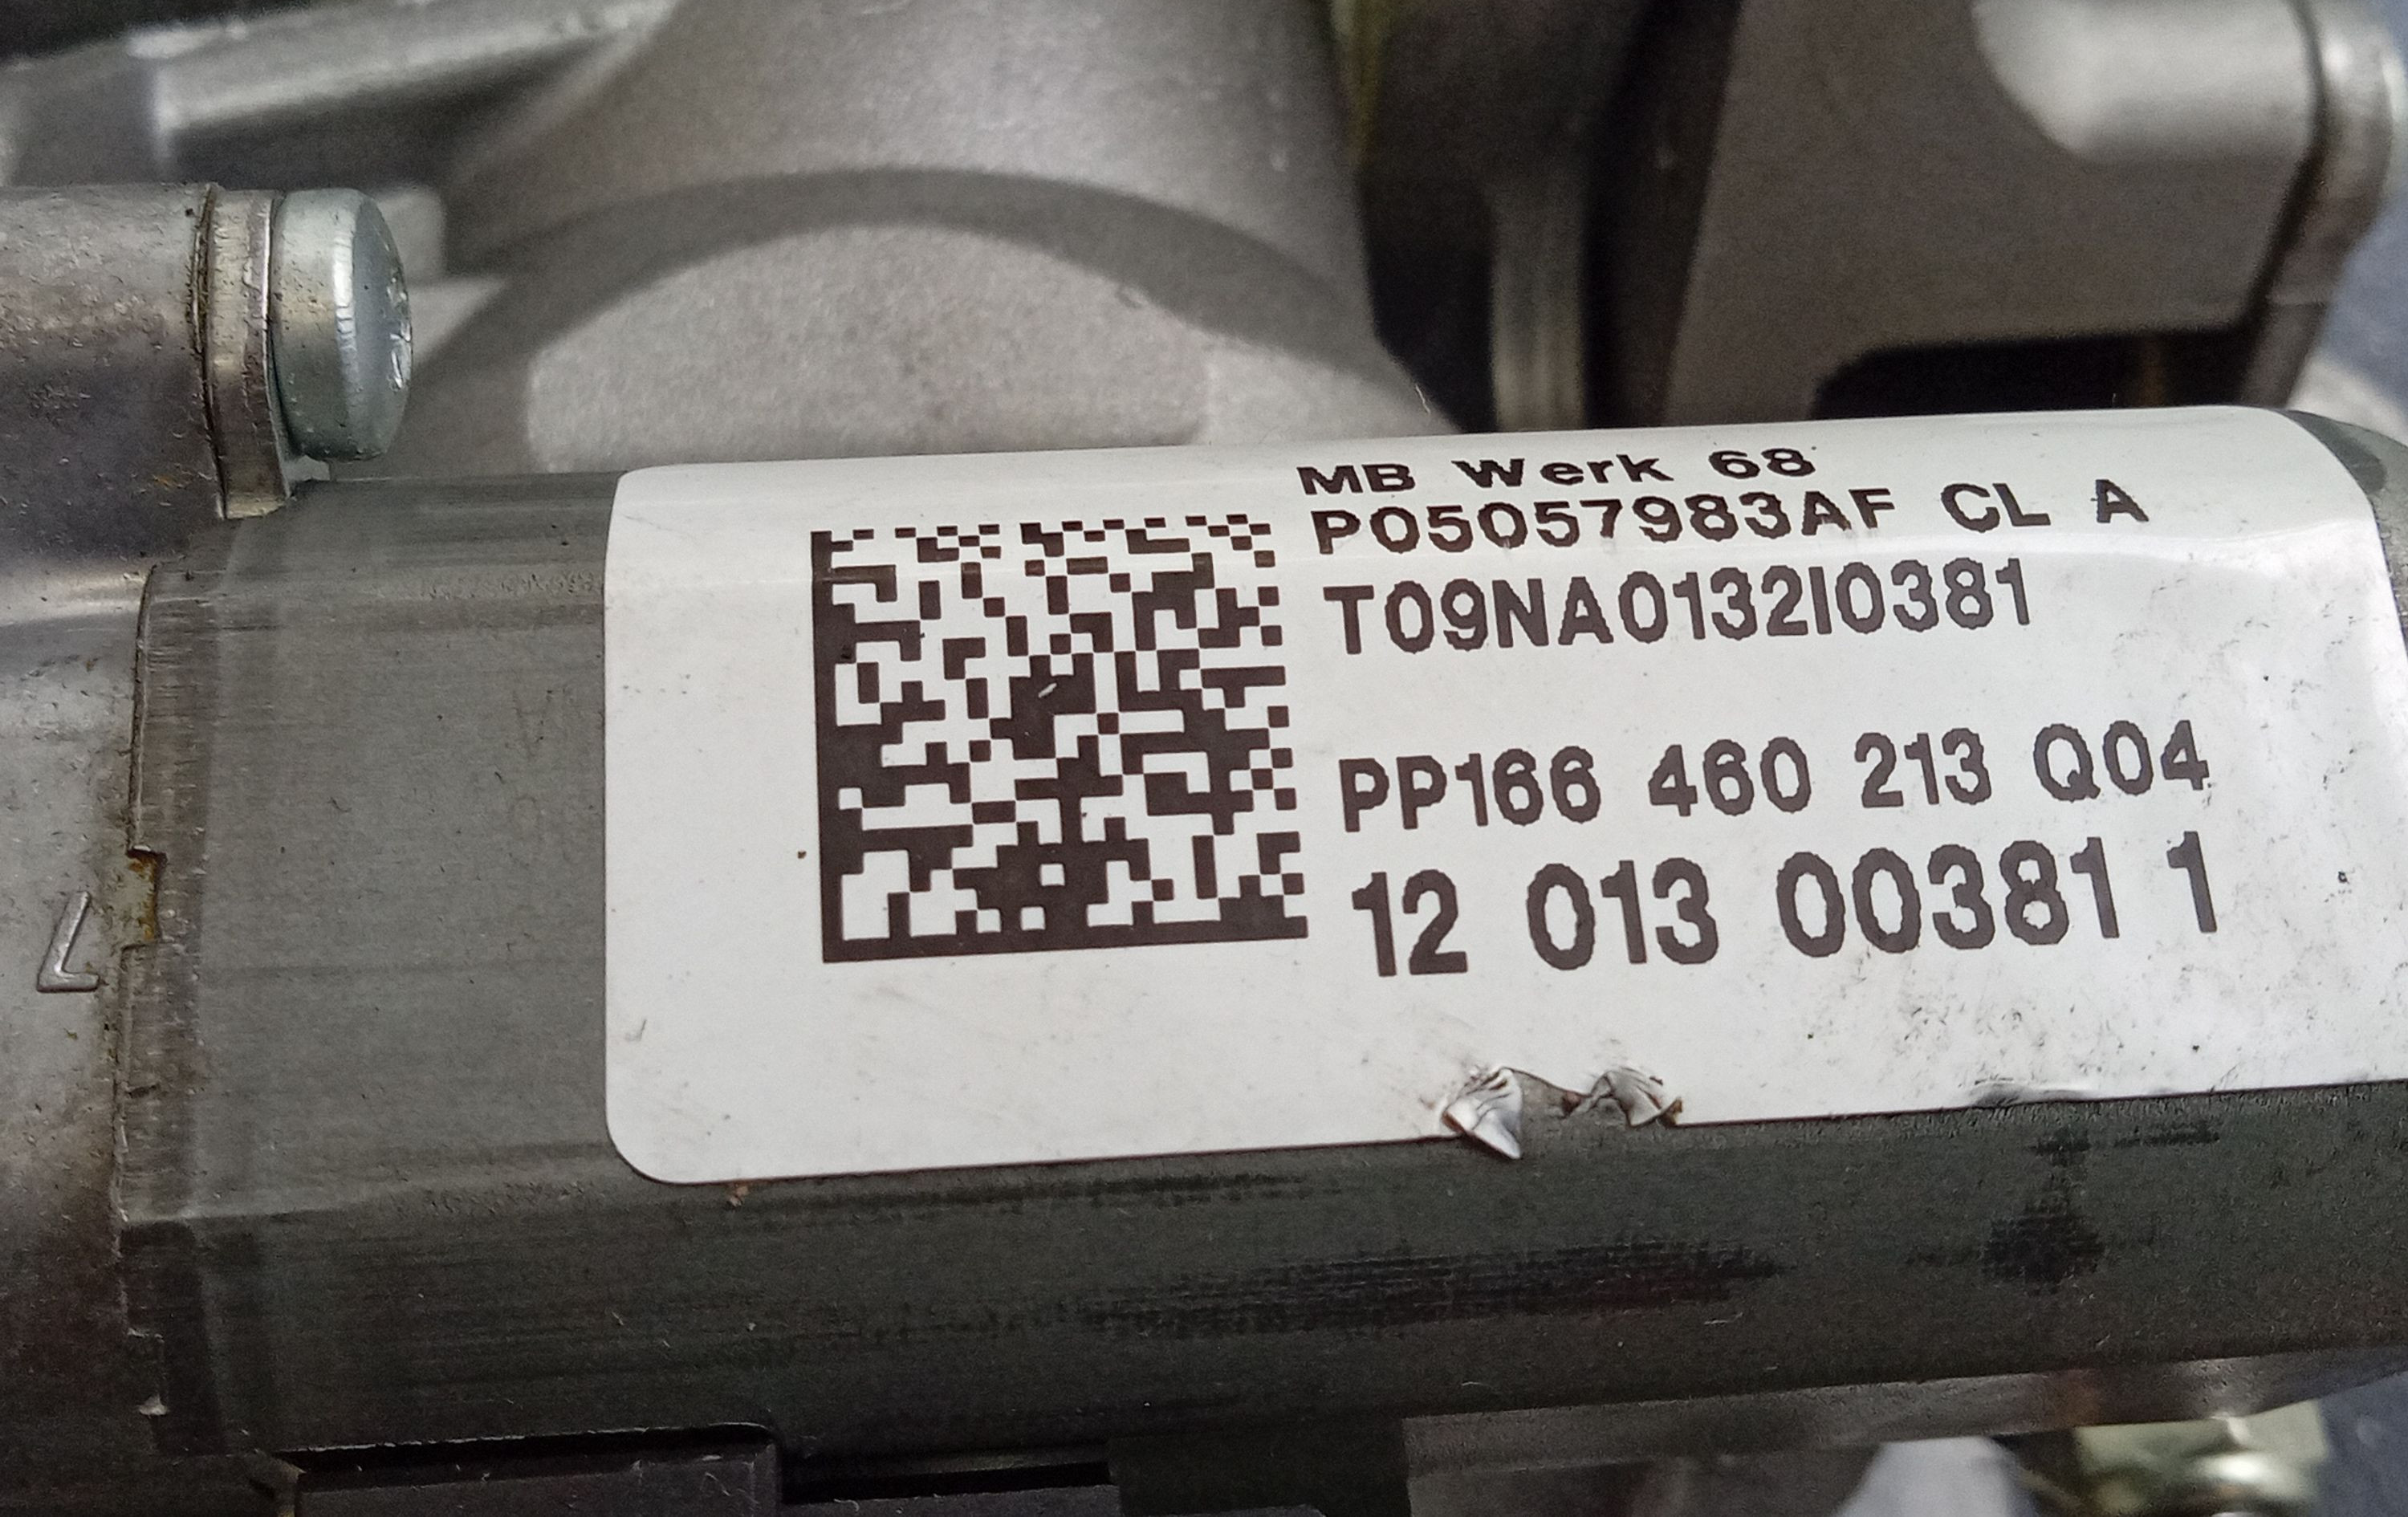 MB Werk 68
P05057983AF CL A
T09NA0132I0381
PP166 460 213 Q04
12 013 00381 1